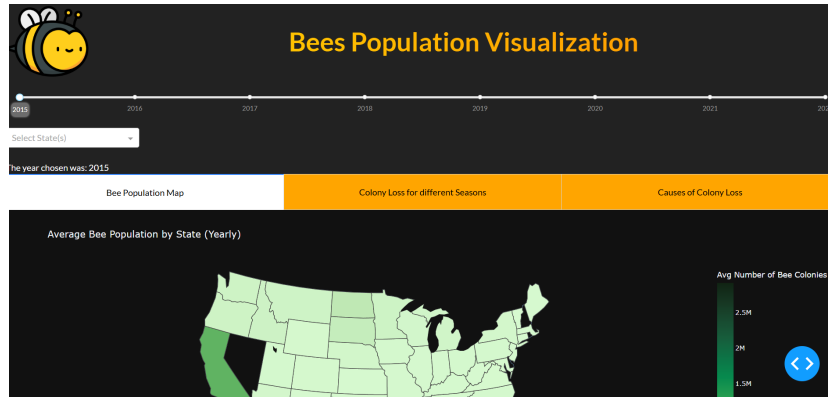 Bees Population Visualization
2015 2016 2017 2018 2019 2020 2021
Select State(s)
The year chosen was: 2015
Bee Population Map Colony Loss for different Seasons Causes of Colony Loss
Average Bee Population by State (Yearly)
Avg Number of Bee Colonies
2.5M
2M
1.5M